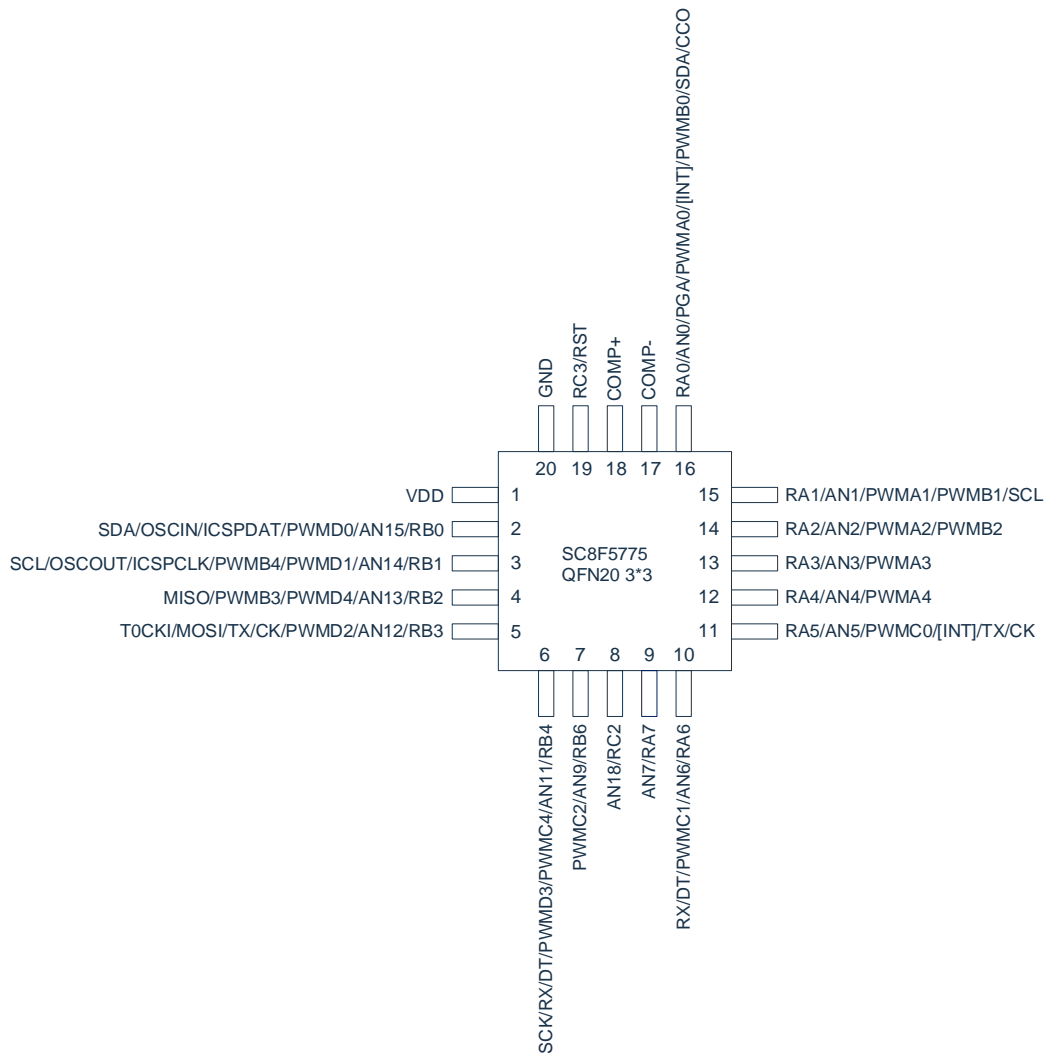 RA0/AN0/PGA/PWMA0/[INT]/PWMB0/SDA/CCO
GND
RC3/RST
COMP+
COMP-
20
19
18
17
16
VDD
1
15
RA1/AN1/PWMA1/PWMB1/SCL
SDA/OSCIN/ICSPDAT/PWMD0/AN15/RB0
2
14
RA2/AN2/PWMA2/PWMB2
SCL/OSCOUT/ICSPCLK/PWMB4/PWMD1/AN14/RB1
3
SC8F5775
QFN20 3*3
13
RA3/AN3/PWMA3
MISO/PWMB3/PWMD4/AN13/RB2
4
12
RA4/AN4/PWMA4
T0CKI/MOSI/TX/CK/PWMD2/AN12/RB3
5
11
RA5/AN5/PWMC0/[INT]/TX/CK
6
7
8
9
10
SCK/RX/DT/PWMD3/PWMC4/AN11/RB4
PWMC2/AN9/RB6
AN18/RC2
AN7/RA7
RX/DT/PWMC1/AN6/RA6